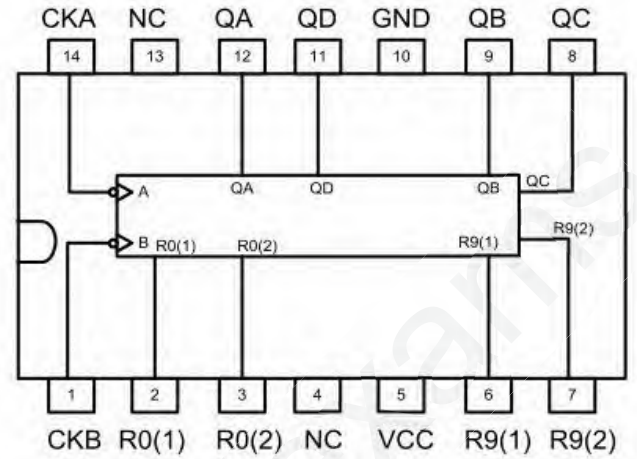 CKA NC QA QD GND QB QC
14 13 12 11 10 9 8
A QA QD QB QC
B R0(1) R0(2) R9(1) R9(2)
1 2 3 4 5 6 7
CKB R0(1) R0(2) NC VCC R9(1) R9(2)